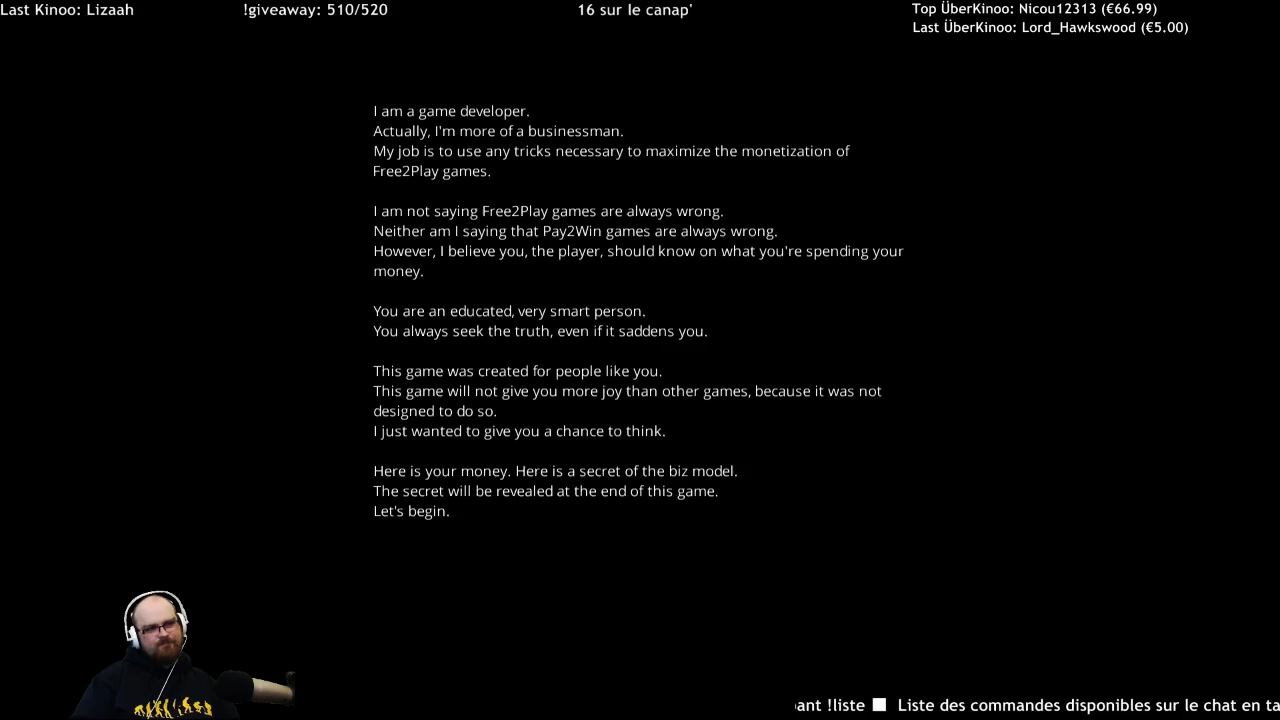 Last Kinoo: Lizaah
!giveaway: 510/520
16 sur le canap'
Top ÜberKinoo: Nicou12313 (€66.99)
Last ÜberKinoo: Lord_Hawkswood (€5.00)
I am a game developer.
Actually, I'm more of a businessman.
My job is to use any tricks necessary to maximize the monetization of
Free2Play games.
I am not saying Free2Play games are always wrong.
Neither am I saying that Pay2Win games are always wrong.
However, I believe you, the player, should know on what you're spending your
money.
You are an educated, very smart person.
You always seek the truth, even if it saddens you.
This game was created for people like you.
This game will not give you more joy than other games, because it was not
designed to do so.
I just wanted to give you a chance to think.
Here is your money. Here is a secret of the biz model.
The secret will be revealed at the end of this game.
Let's begin.
ant !liste Liste des commandes disponibles sur le chat en ta